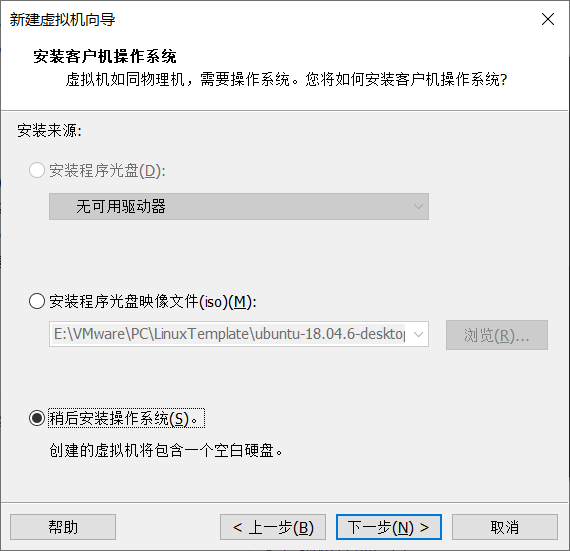 新建虚拟机向导
安装客户机操作系统
虚拟机如同物理机，需要操作系统。您将如何安装客户机操作系统?
安装来源:
安装程序光盘(D):
无可用驱动器
安装程序光盘映像文件(iso)(M):
E:\VMware\PC\LinuxTemplate\ubuntu-18.04.6-desktop
浏览(R)...
稍后安装操作系统(S)。
创建的虚拟机将包含一个空白硬盘。
帮助
< 上一步(B)
下一步(N) >
取消